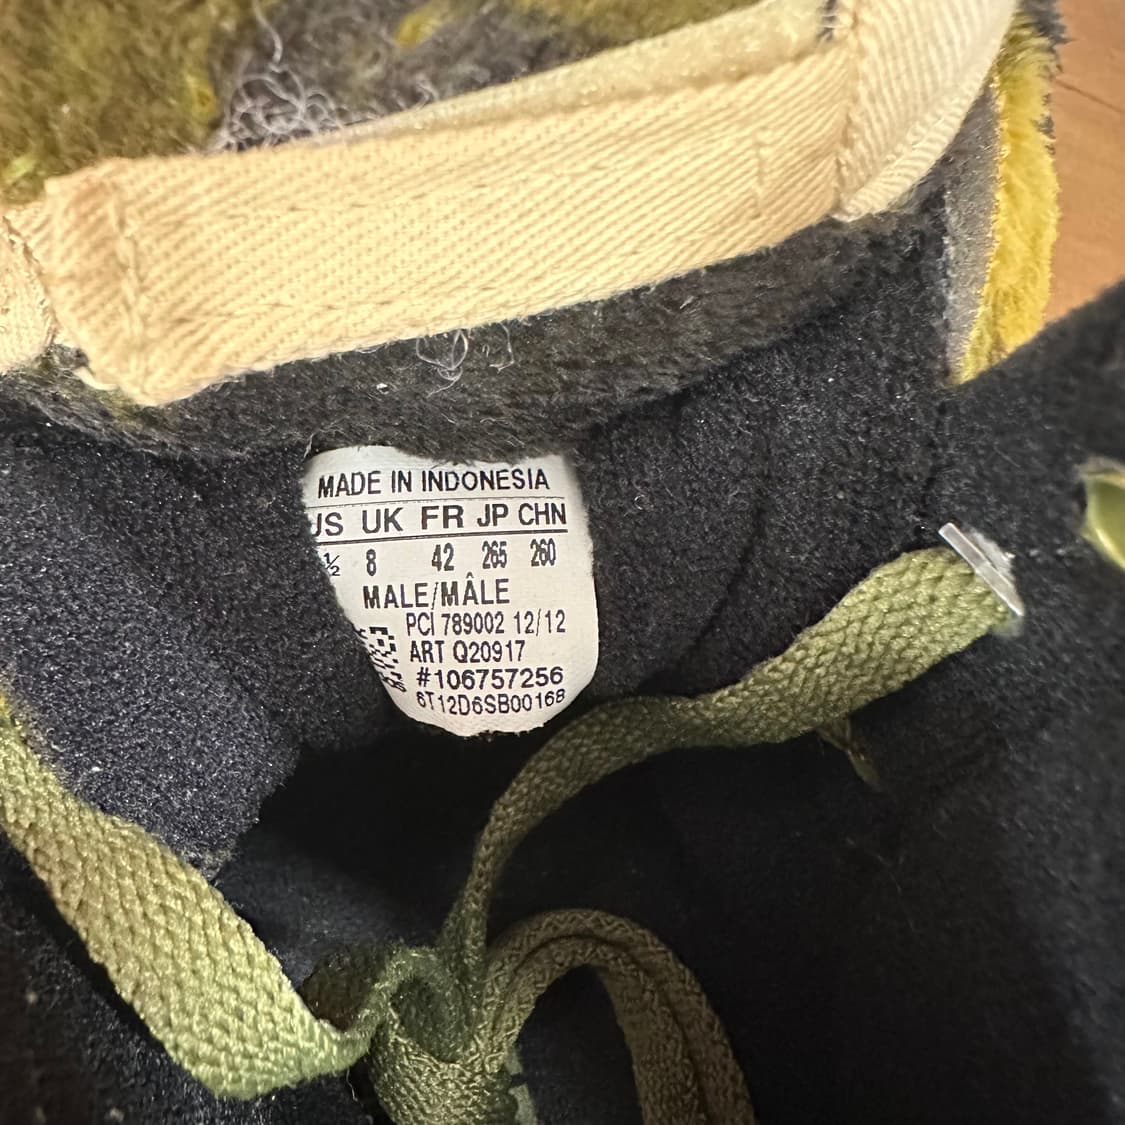 MADE IN INDONESIA
US UK FR JP CHN
½ 8 42 265 260
MALE/MÂLE
PCI 789002 12/12
ART Q20917
#106757256
6T12D6SB00168